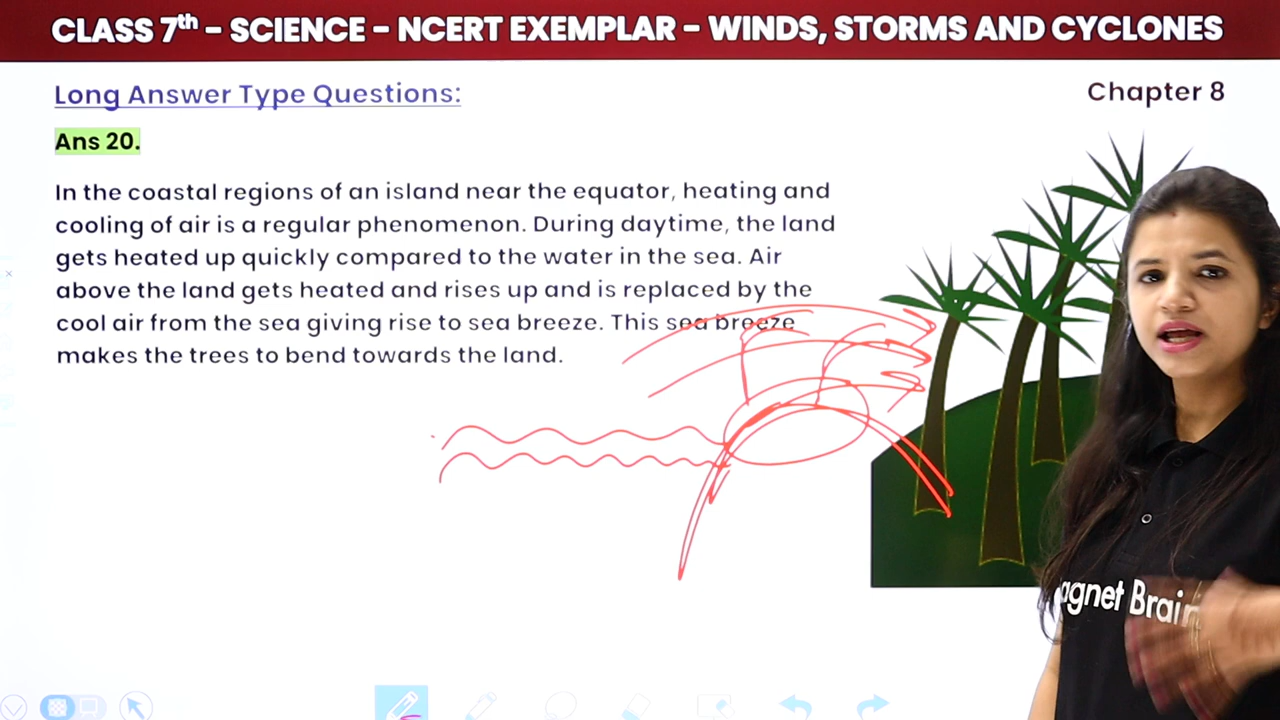 CLASS 7th - SCIENCE - NCERT EXEMPLAR - WINDS, STORMS AND CYCLONES
Long Answer Type Questions:
Chapter 8
Ans 20.
In the coastal regions of an island near the equator, heating and
cooling of air is a regular phenomenon. During daytime, the land
gets heated up quickly compared to the water in the sea. Air
above the land gets heated and rises up and is replaced by the
cool air from the sea giving rise to sea breeze. This sea breeze
makes the trees to bend towards the land.
agnet Brain